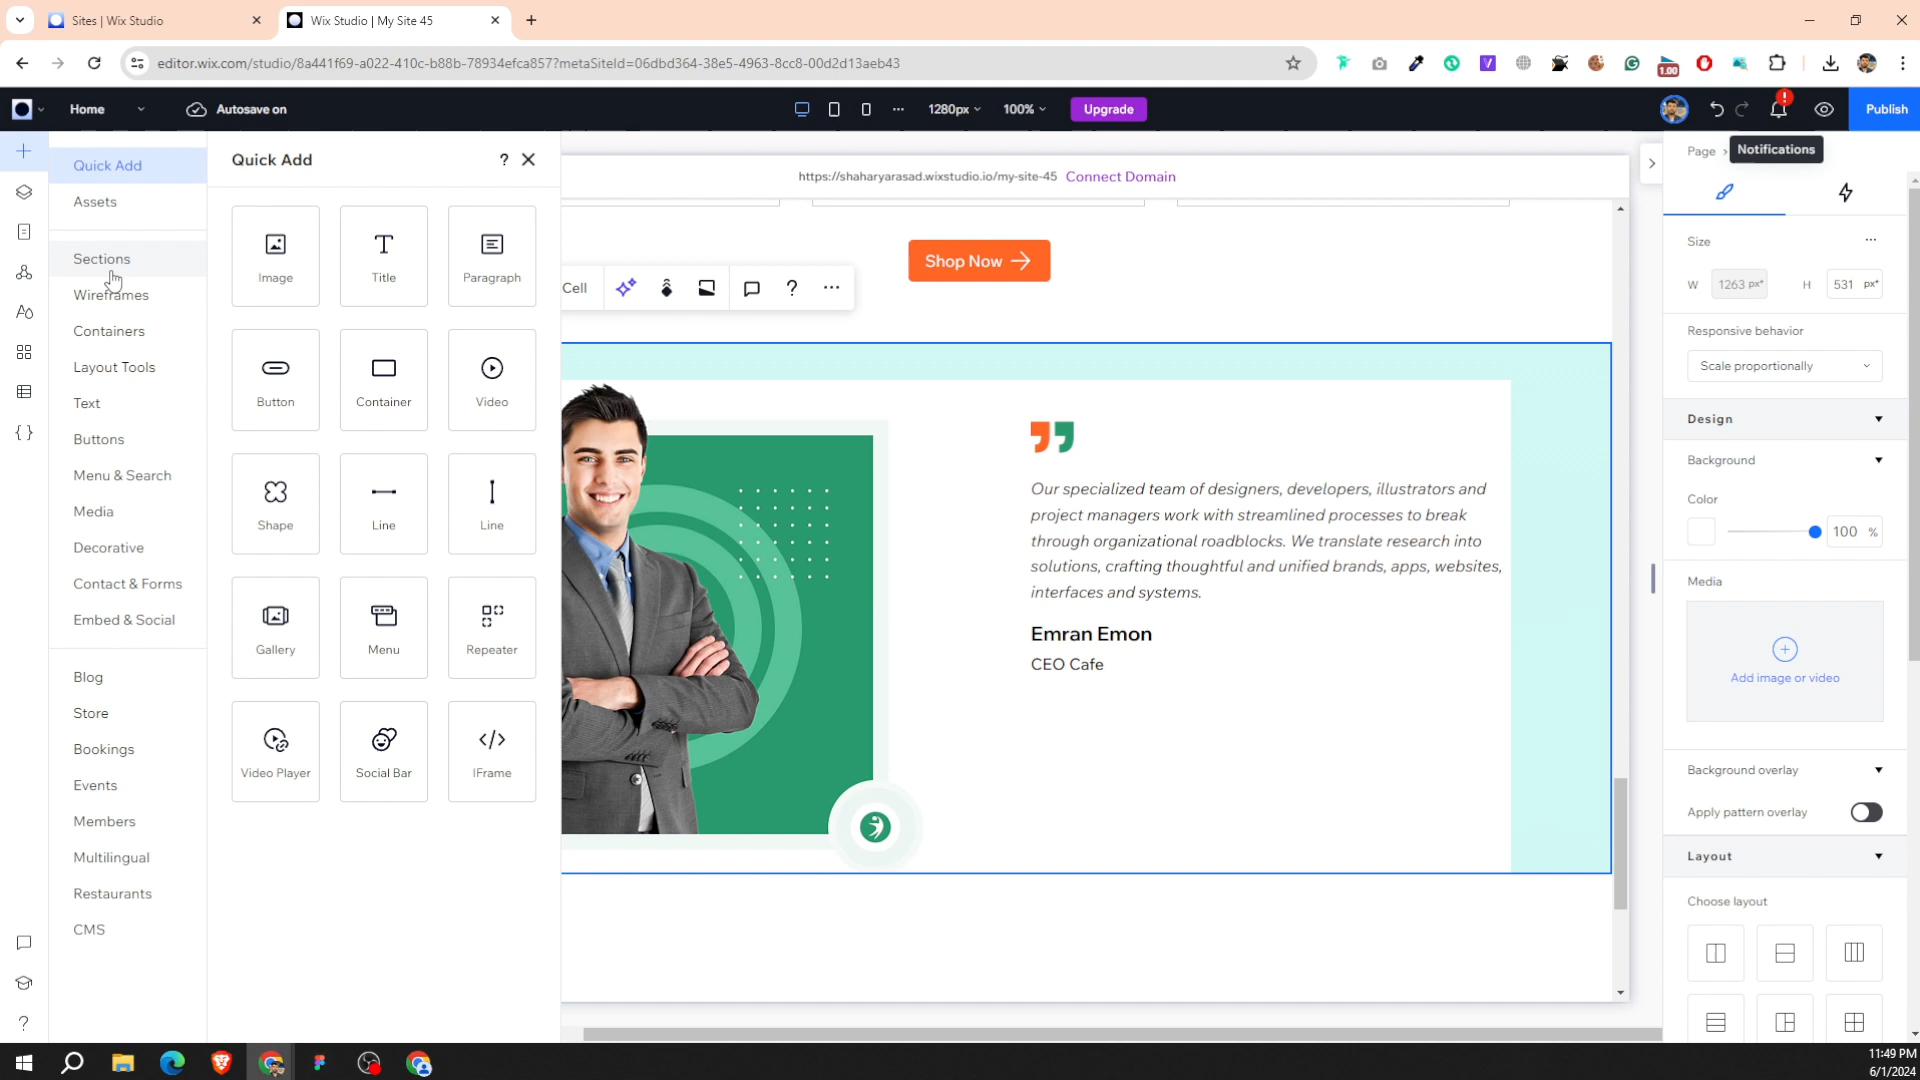 Sites | Wix Studio
Wix Studio | My Site 45
editor.wix.com/studio/8a441f69-a022-410c-b88b-78934efca857?metaSiteId=06dbd364-38e5-4963-8cc8-00d2d13aeb43
1.00
Home
Autosave on
1280px
100%
Upgrade
Publish
Quick Add
Assets
Sections
Wireframes
Containers
Layout Tools
Text
Buttons
Menu & Search
Media
Decorative
Contact & Forms
Embed & Social
Blog
Store
Bookings
Events
Members
Multilingual
Restaurants
CMS
Quick Add
?
Image
Title
Paragraph
Button
Container
Video
Shape
Line
Line
Gallery
Menu
Repeater
Video Player
Social Bar
IFrame
https://shaharyarasad.wixstudio.io/my-site-45 Connect Domain
Shop Now
Cell
?
Our specialized team of designers, developers, illustrators and
project managers work with streamlined processes to break
through organizational roadblocks. We translate research into
solutions, crafting thoughtful and unified brands, apps, websites,
interfaces and systems.
Emran Emon
CEO Cafe
Page
Notifications
Size
W 1263 px*
H 531 px*
Responsive behavior
Scale proportionally
Design
Background
Color
100 %
Media
Add image or video
Background overlay
Apply pattern overlay
Layout
Choose layout
11:49 PM
6/1/2024